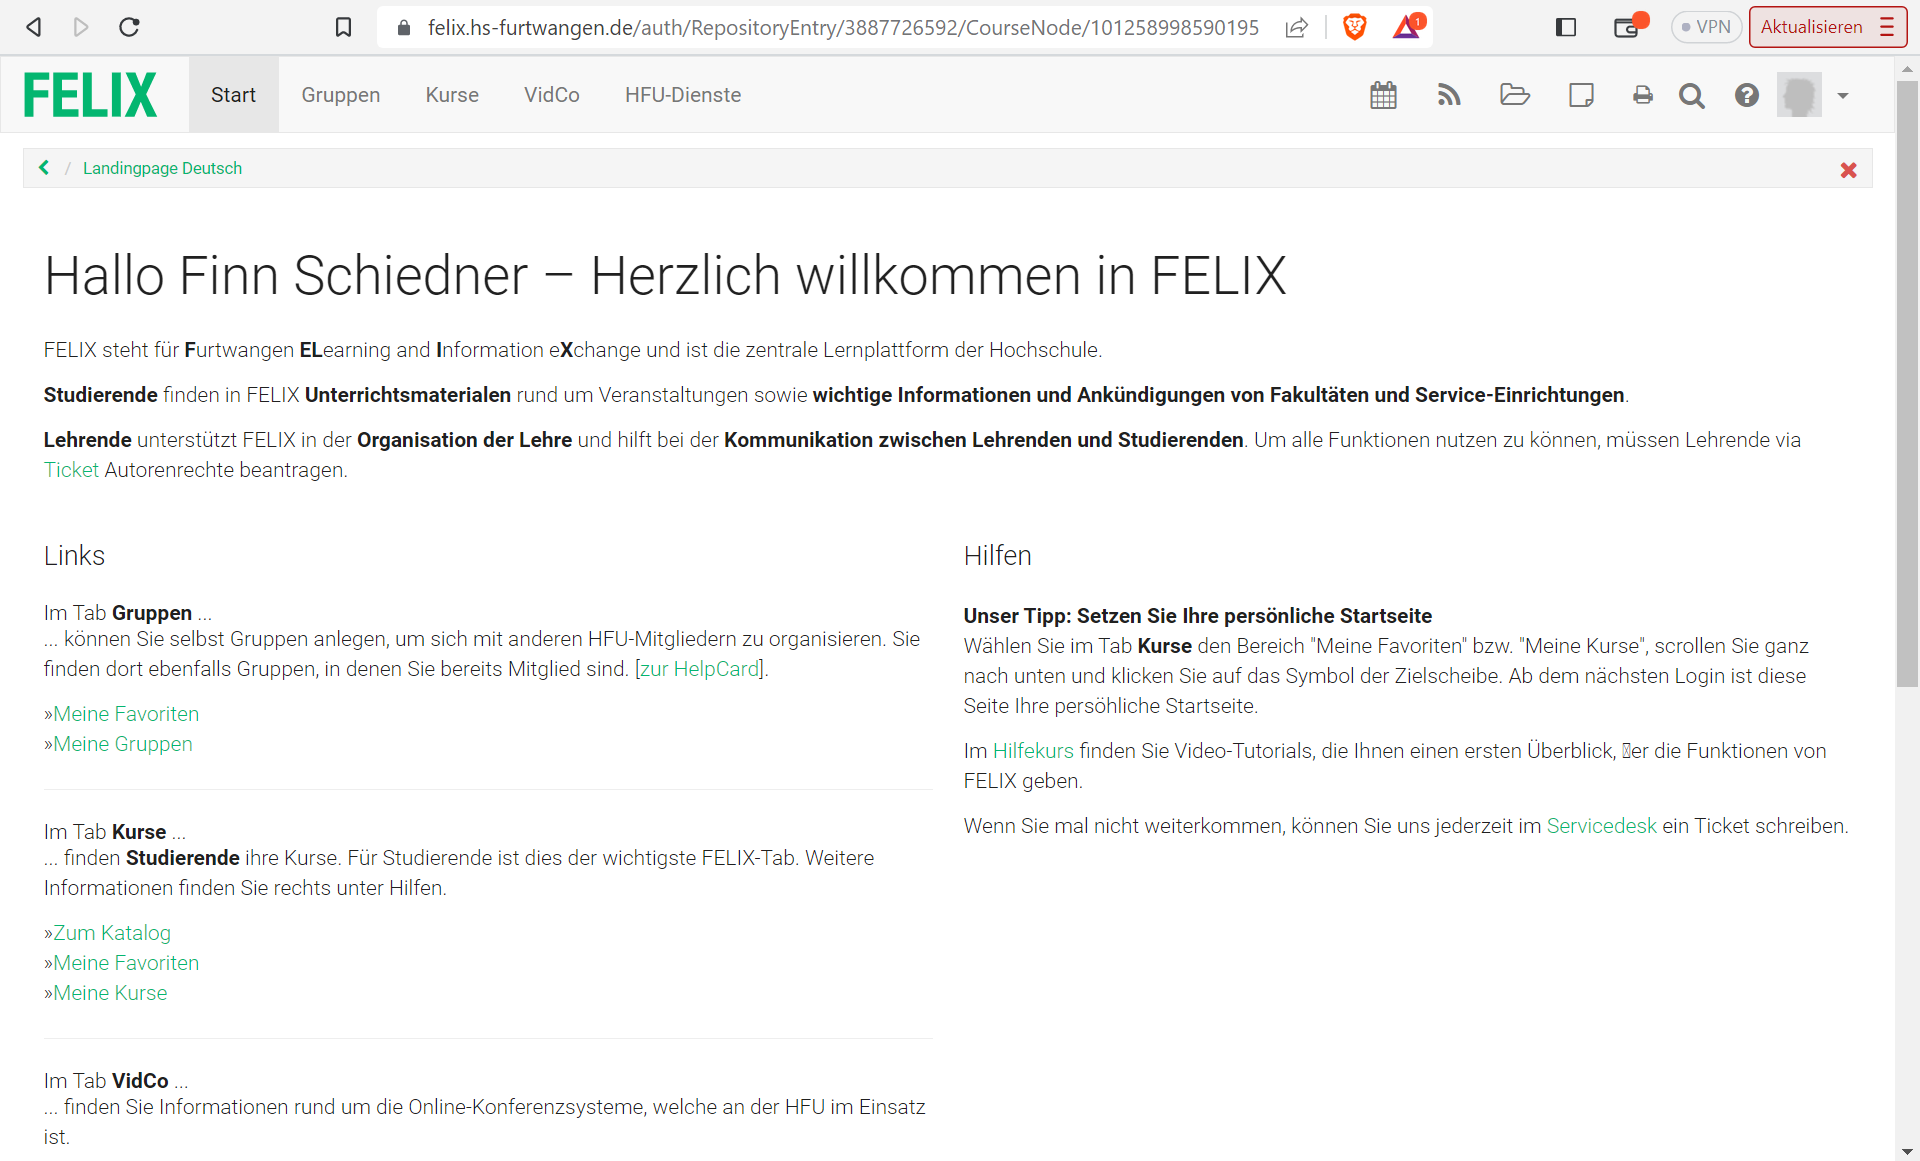 felix.hs-furtwangen.de/auth/RepositoryEntry/3887726592/CourseNode/101258998590195
1
VPN
Aktualisieren
FELIX
Start
Gruppen
Kurse
VidCo
HFU-Dienste
/ Landingpage Deutsch
Hallo Finn Schiedner – Herzlich willkommen in FELIX
FELIX steht für Furtwangen ELearning and Information eXchange und ist die zentrale Lernplattform der Hochschule.
Studierende finden in FELIX Unterrichtsmaterialen rund um Veranstaltungen sowie wichtige Informationen und Ankündigungen von Fakultäten und Service-Einrichtungen.
Lehrende unterstützt FELIX in der Organisation der Lehre und hilft bei der Kommunikation zwischen Lehrenden und Studierenden. Um alle Funktionen nutzen zu können, müssen Lehrende via
Ticket Autorenrechte beantragen.
Links
Im Tab Gruppen ...
... können Sie selbst Gruppen anlegen, um sich mit anderen HFU-Mitgliedern zu organisieren. Sie
finden dort ebenfalls Gruppen, in denen Sie bereits Mitglied sind. [zur HelpCard].
»Meine Favoriten
»Meine Gruppen
Im Tab Kurse ...
... finden Studierende ihre Kurse. Für Studierende ist dies der wichtigste FELIX-Tab. Weitere
Informationen finden Sie rechts unter Hilfen.
»Zum Katalog
»Meine Favoriten
»Meine Kurse
Im Tab VidCo ...
... finden Sie Informationen rund um die Online-Konferenzsysteme, welche an der HFU im Einsatz
ist.
Hilfen
Unser Tipp: Setzen Sie Ihre persönliche Startseite
Wählen Sie im Tab Kurse den Bereich "Meine Favoriten" bzw. "Meine Kurse", scrollen Sie ganz
nach unten und klicken Sie auf das Symbol der Zielscheibe. Ab dem nächsten Login ist diese
Seite Ihre persöhliche Startseite.
Im Hilfekurs finden Sie Video-Tutorials, die Ihnen einen ersten Überblick, er die Funktionen von
FELIX geben.
Wenn Sie mal nicht weiterkommen, können Sie uns jederzeit im Servicedesk ein Ticket schreiben.